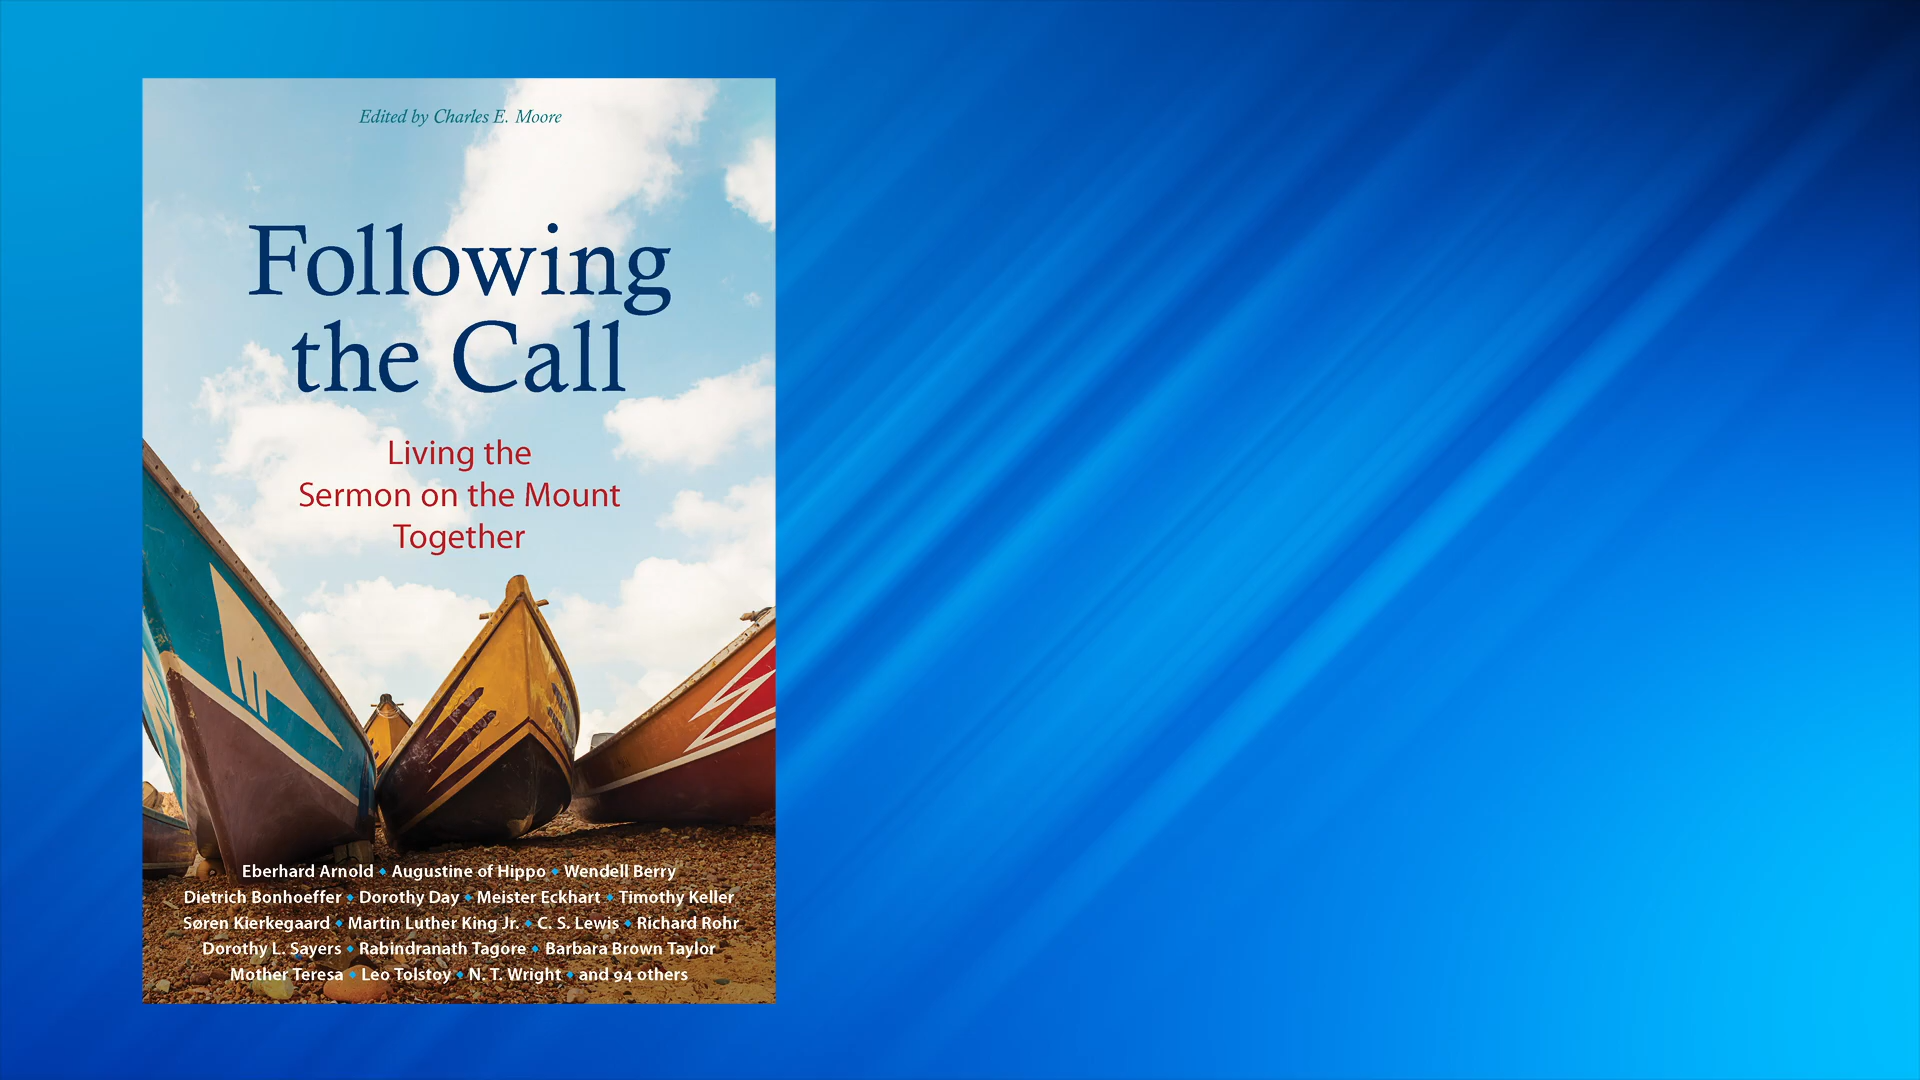 Edited by Charles E. Moore
Following
the Call
Living the
Sermon on the Mount
Together
Eberhard Arnold • Augustine of Hippo • Wendell Berry
Dietrich Bonhoeffer • Dorothy Day • Meister Eckhart • Timothy Keller
Søren Kierkegaard • Martin Luther King Jr. • C. S. Lewis • Richard Rohr
Dorothy L. Sayers • Rabindranath Tagore • Barbara Brown Taylor
Mother Teresa • Leo Tolstoy • N. T. Wright • and 94 others